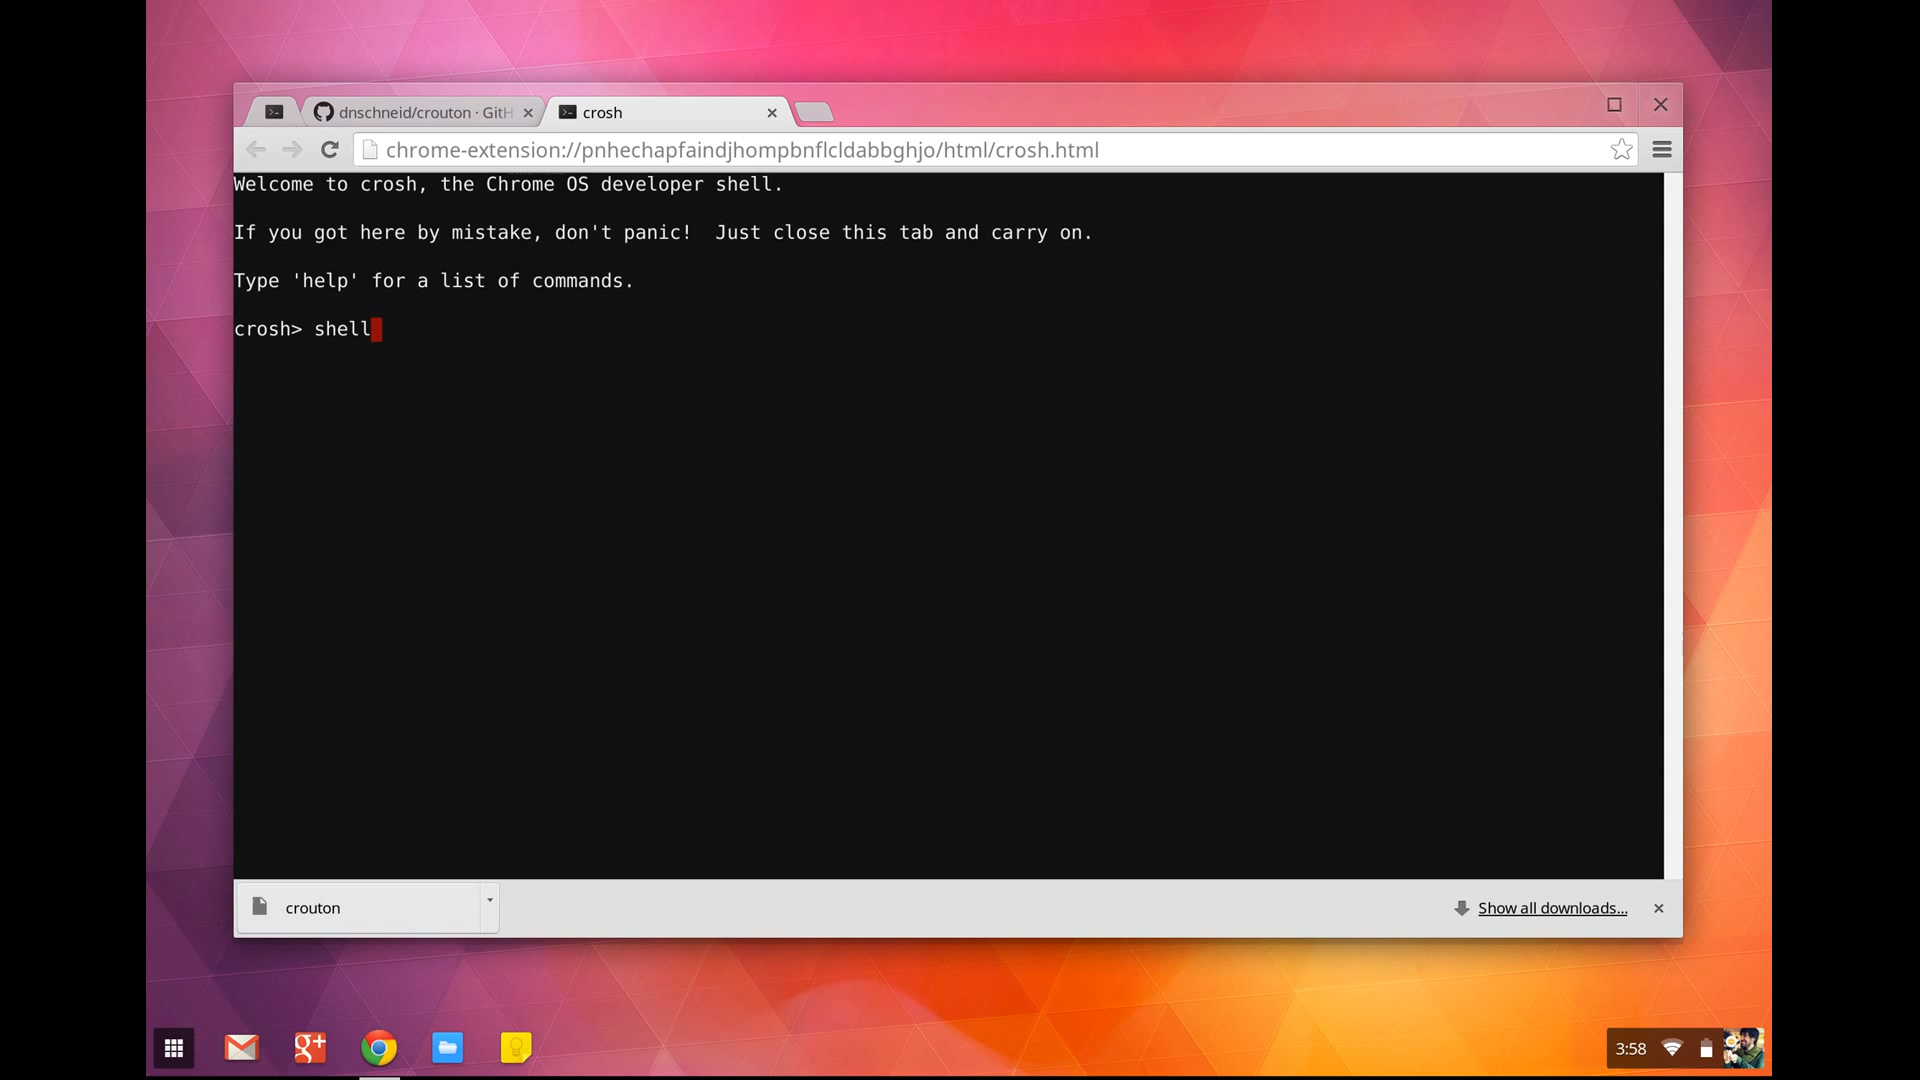 dnschneid/crouton · GitH
crosh
chrome-extension://pnhechapfaindjhompbnflcldabbghjo/html/crosh.html
Welcome to crosh, the Chrome OS developer shell.
If you got here by mistake, don't panic!  Just close this tab and carry on.
Type 'help' for a list of commands.
crosh> shell
crouton
Show all downloads...
g+
3:58